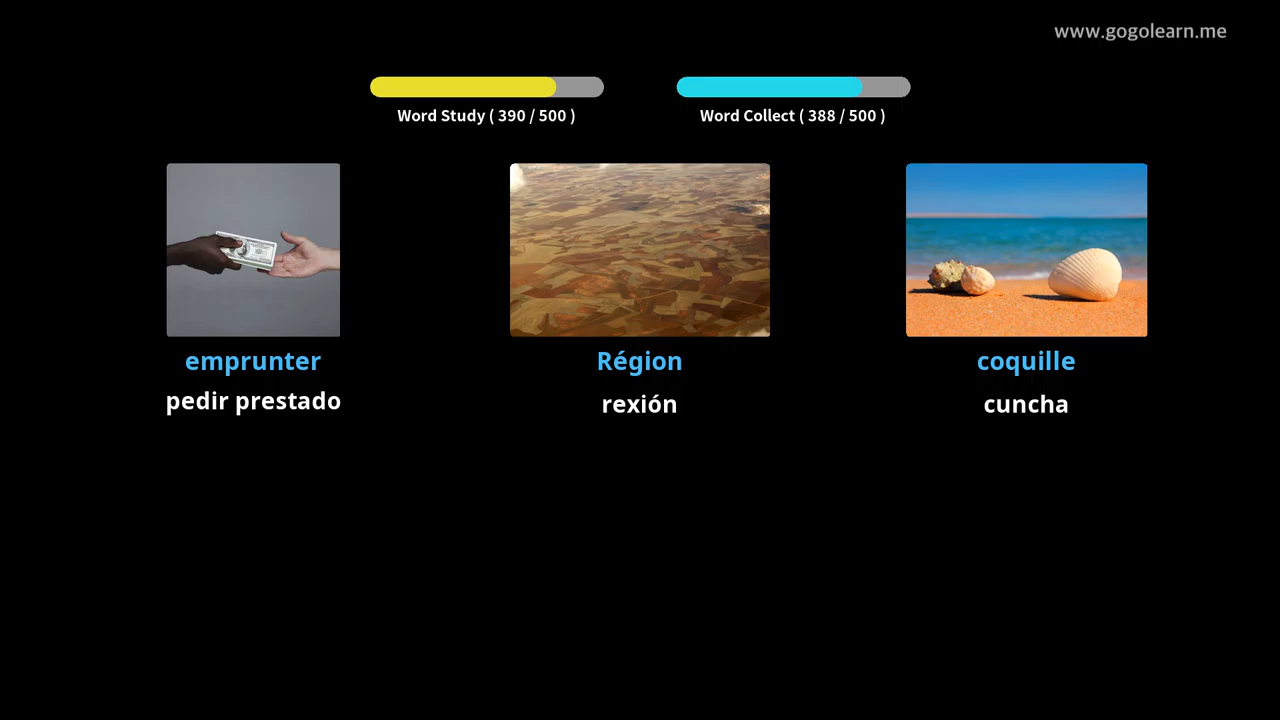 www.gogolearn.me
Word Study ( 390 / 500 )
Word Collect ( 388 / 500 )
emprunter
Région
coquille
pedir prestado
rexión
cuncha